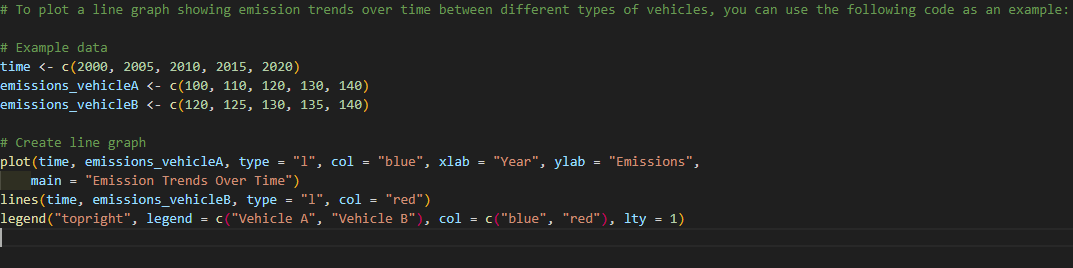 # To plot a line graph showing emission trends over time between different types of vehicles, you can use the following code as an example:
# Example data
time <- c(2000, 2005, 2010, 2015, 2020)
emissions_vehicleA <- c(100, 110, 120, 130, 140)
emissions_vehicleB <- c(120, 125, 130, 135, 140)
# Create line graph
plot(time, emissions_vehicleA, type = "l", col = "blue", xlab = "Year", ylab = "Emissions",
    main = "Emission Trends Over Time")
lines(time, emissions_vehicleB, type = "l", col = "red")
legend("topright", legend = c("Vehicle A", "Vehicle B"), col = c("blue", "red"), lty = 1)